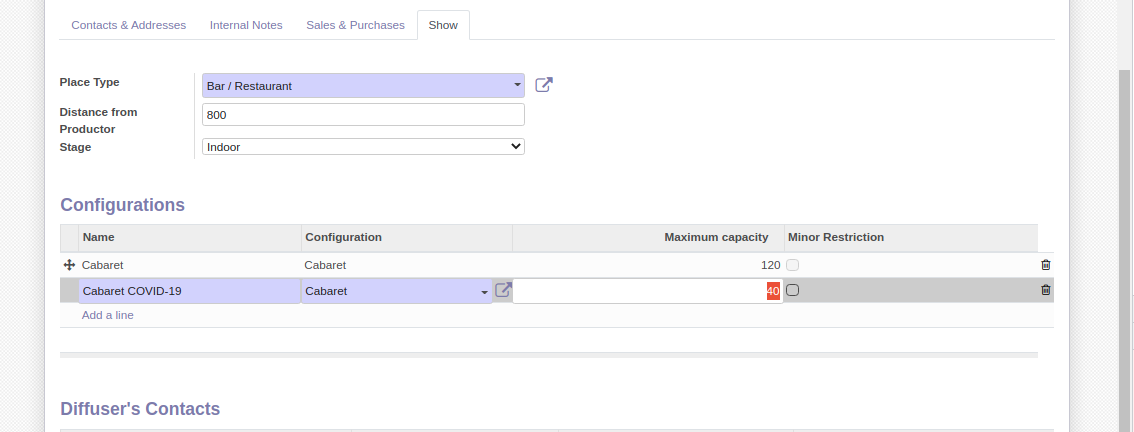 Contacts & Addresses Internal Notes Sales & Purchases Show
Place Type Bar / Restaurant
Distance from Productor 800
Stage Indoor
Configurations
Name Configuration Maximum capacity Minor Restriction
Cabaret Cabaret 120
Cabaret COVID-19 Cabaret 40
Add a line
Diffuser's Contacts